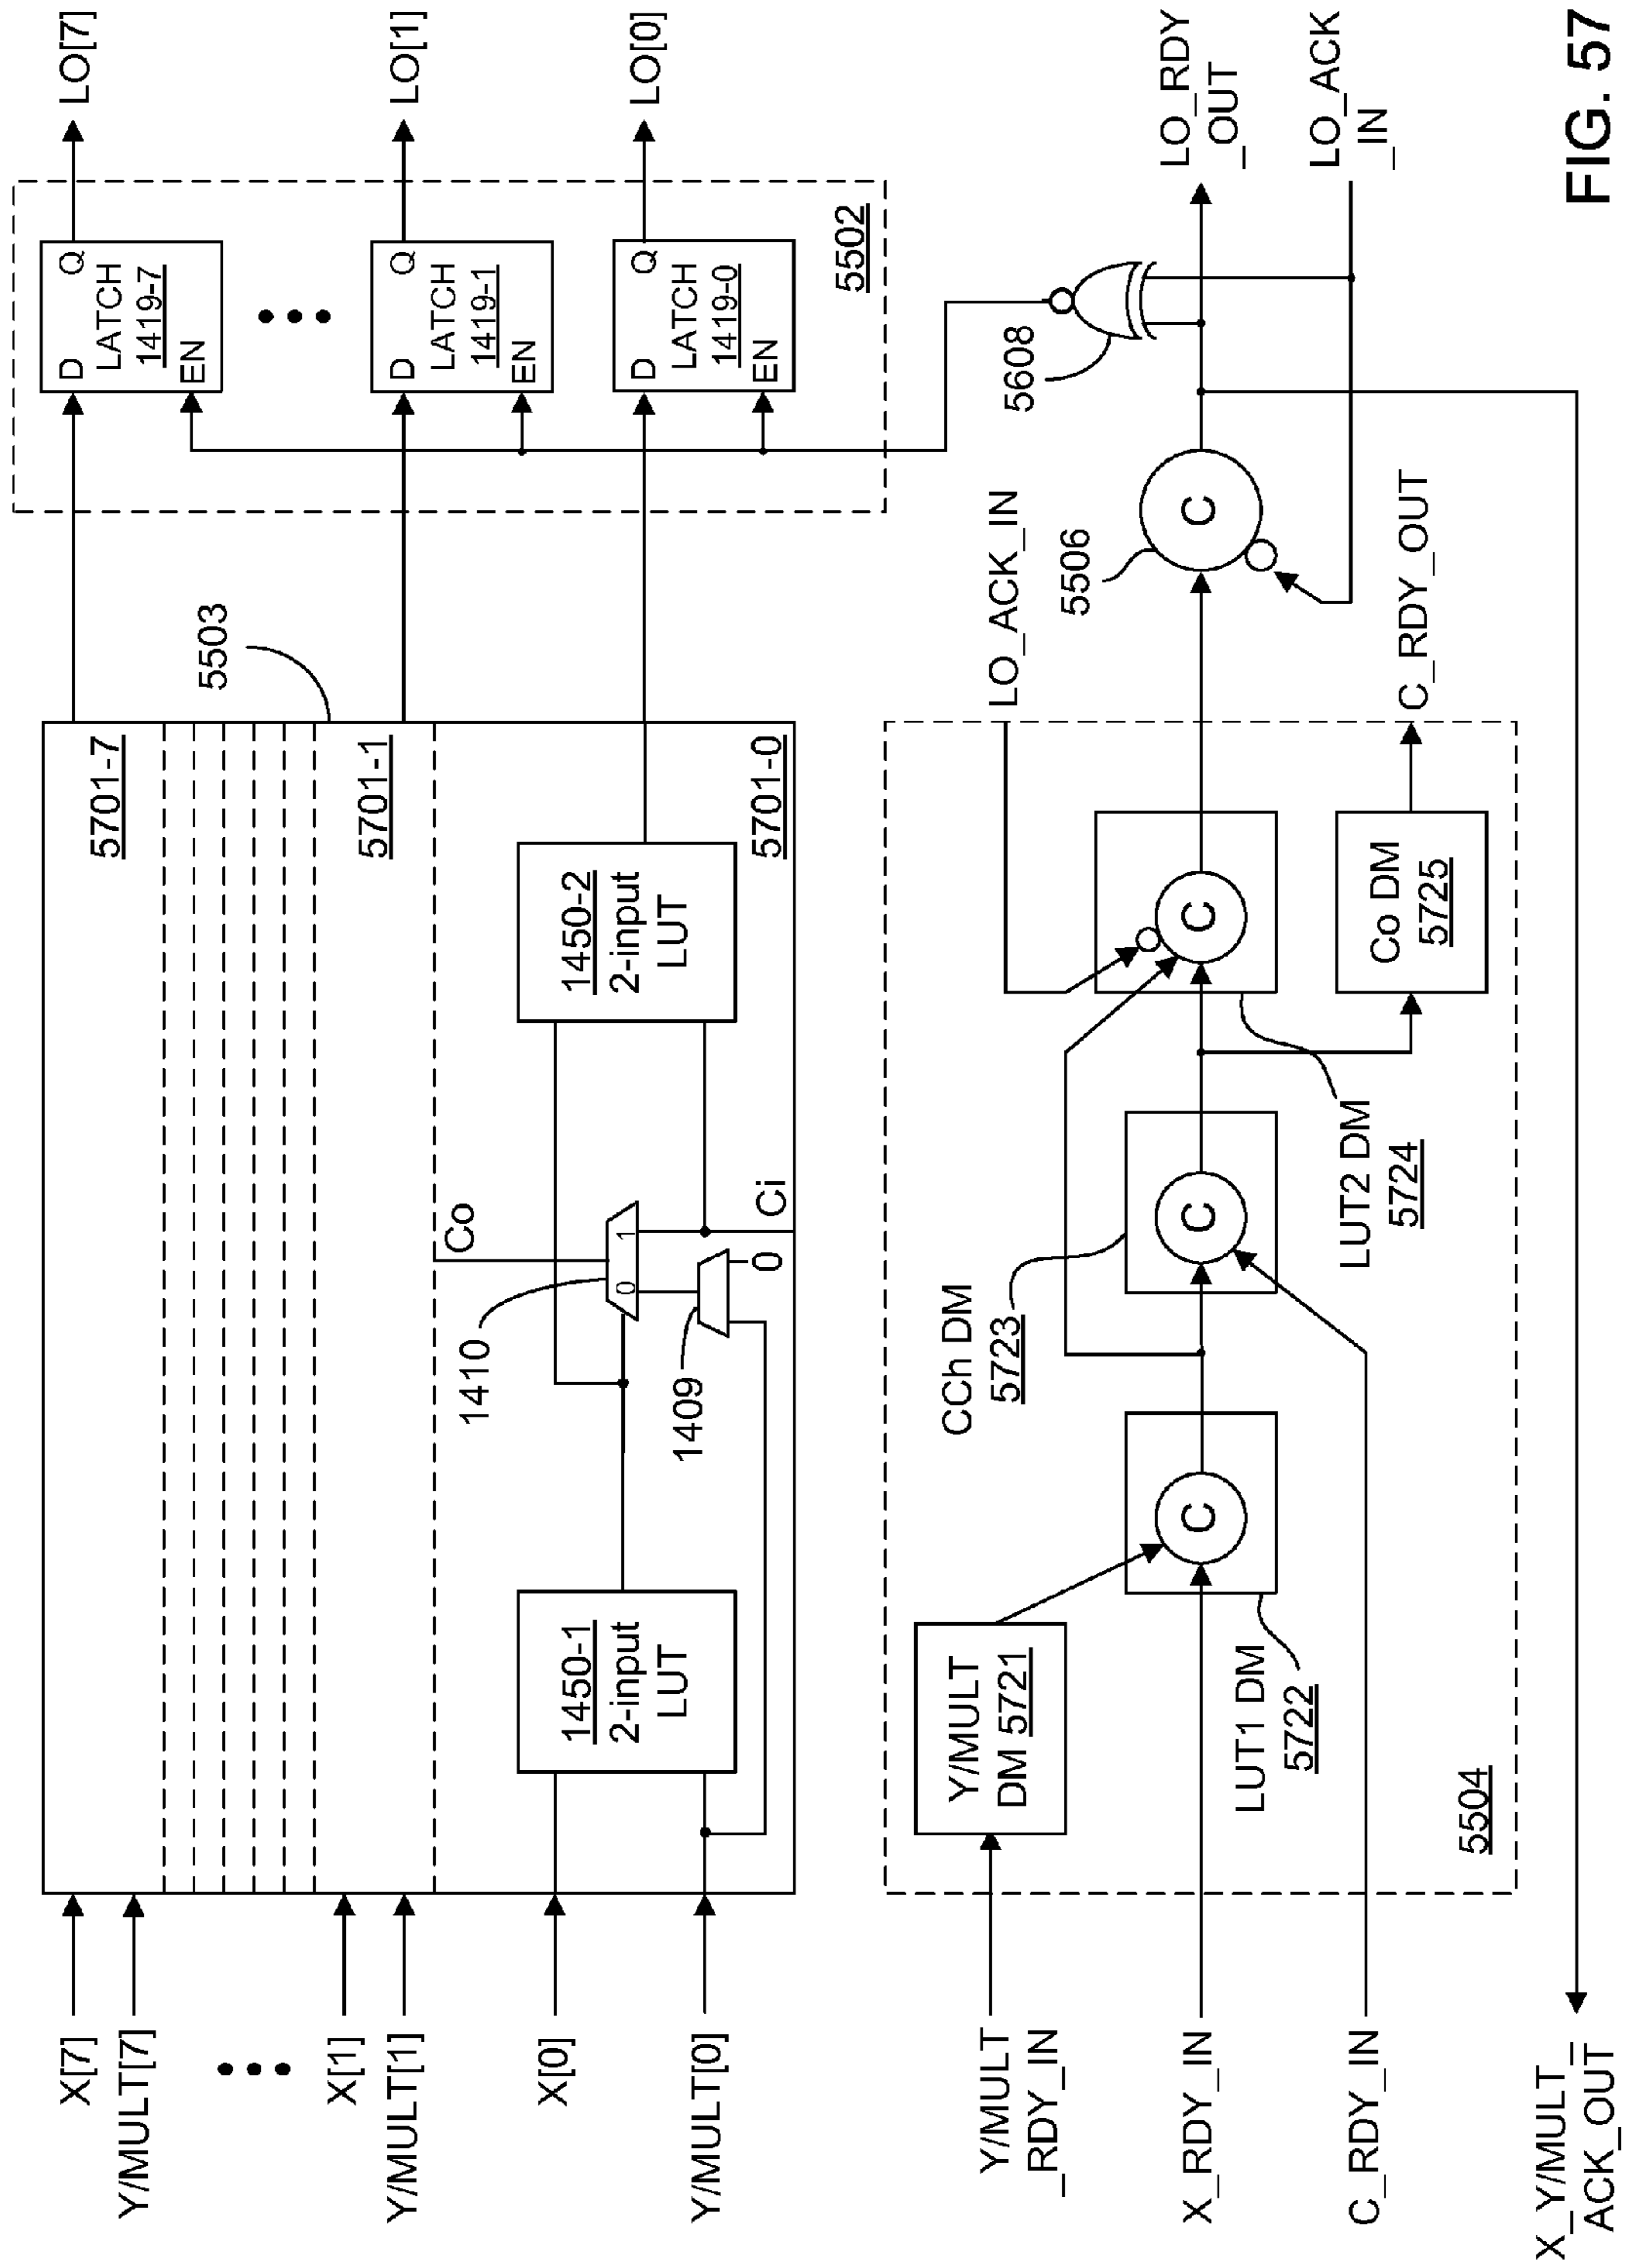 X[7]
Y/MULT[7]
X[1]
Y/MULT[1]
X[0]
Y/MULT[0]
5701-7
5701-1
5701-0
5503
1450-1
2-input
LUT
1450-2
2-input
LUT
1410
1409
0
1
0
Co
Ci
D
Q
LATCH
1419-7
EN
D
Q
LATCH
1419-1
EN
D
Q
LATCH
1419-0
EN
5502
LO[7]
LO[1]
LO[0]
Y/MULT
_RDY_IN
X_RDY_IN
C_RDY_IN
X_Y/MULT_
ACK_OUT
Y/MULT
DM 5721
C
LUT1 DM
5722
CCh DM
5723
C
LUT2 DM
5724
C
Co DM
5725
5504
LO_ACK_IN
C_RDY_OUT
5506
C
5608
LO_RDY
_OUT
LO_ACK
_IN
FIG. 57